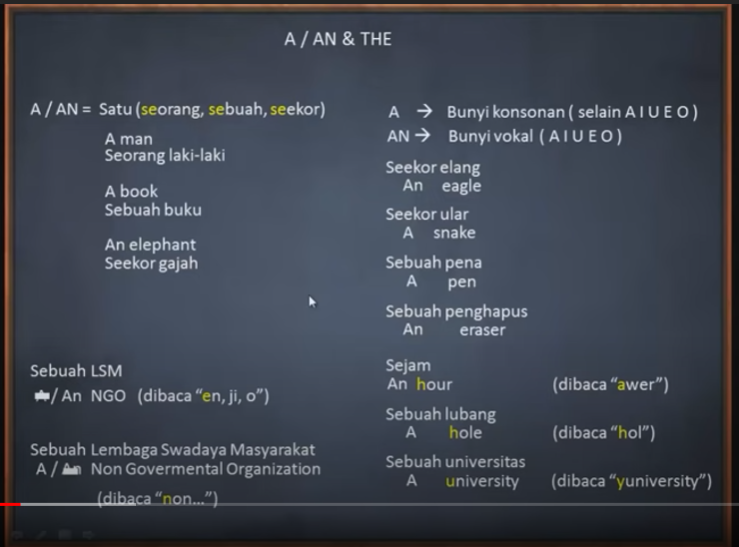 A / AN & THE
A / AN = Satu (seorang, sebuah, seekor)
A man
Seorang laki-laki
A book
Sebuah buku
An elephant
Seekor gajah
Sebuah LSM
/ An NGO (dibaca “en, ji, o”)
Sebuah Lembaga Swadaya Masyarakat
A / An Non Govermental Organization
(dibaca “non...”)
A → Bunyi konsonan ( selain A I U E O )
AN → Bunyi vokal ( A I U E O )
Seekor elang
An eagle
Seekor ular
A snake
Sebuah pena
A pen
Sebuah penghapus
An eraser
Sejam
An hour (dibaca “awer”)
Sebuah lubang
A hole (dibaca “hol”)
Sebuah universitas
A university (dibaca “yuniversity”)